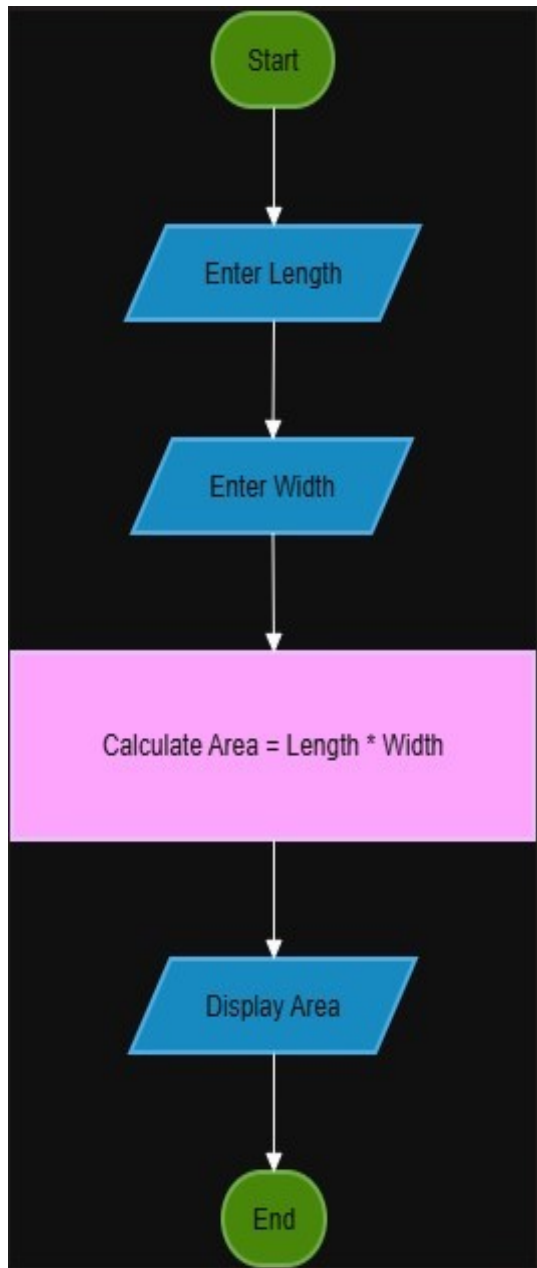 Start
Enter Length
Enter Width
Calculate Area = Length * Width
Display Area
End